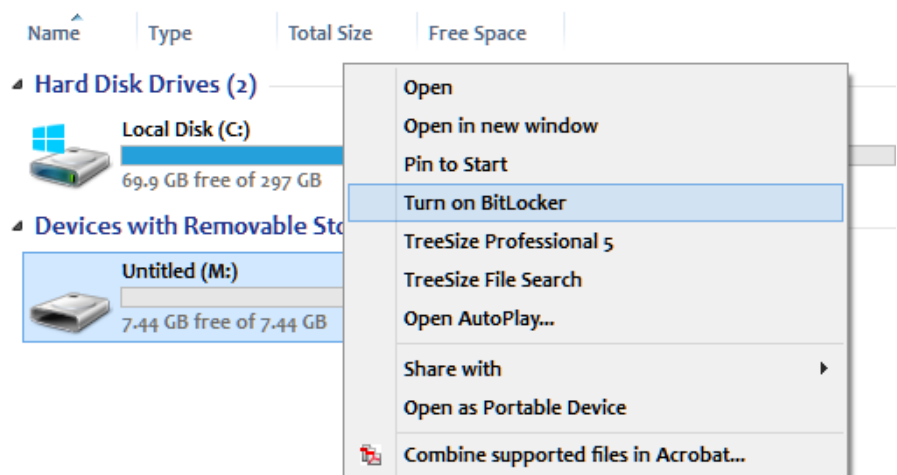 Name Type Total Size Free Space
Hard Disk Drives (2)
Local Disk (C:)
69.9 GB free of 297 GB
Devices with Removable Sto
Untitled (M:)
7.44 GB free of 7.44 GB
Open
Open in new window
Pin to Start
Turn on BitLocker
TreeSize Professional 5
TreeSize File Search
Open AutoPlay...
Share with
Open as Portable Device
Combine supported files in Acrobat...